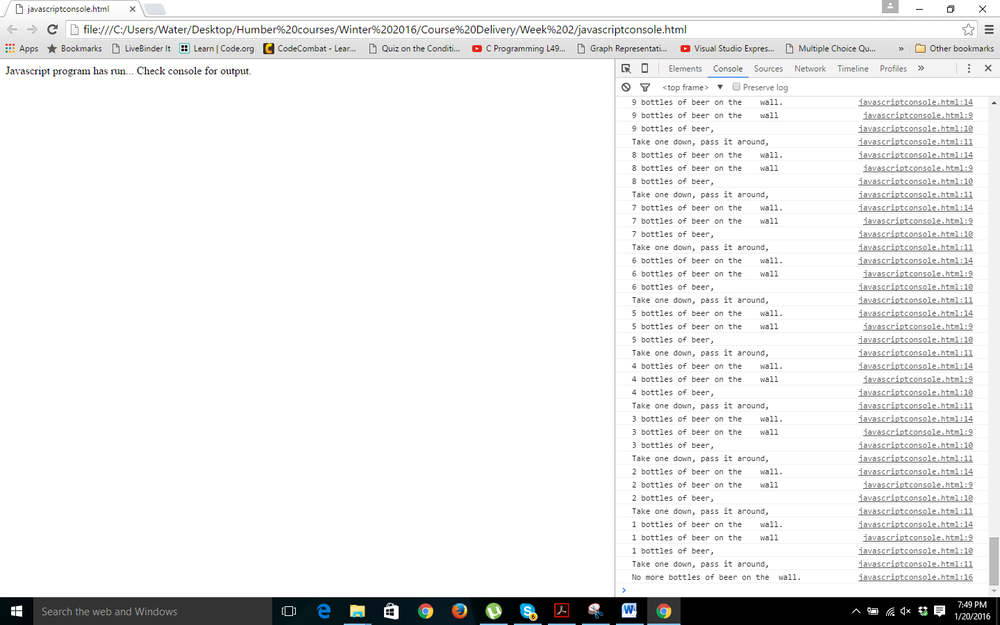 javascriptconsole.html
file:///C:/Users/Water/Desktop/Humber%20courses/Winter%202016/Course%20Delivery/Week%202/javascriptconsole.html
Apps Bookmarks LiveBinder It Learn | Code.org CodeCombat - Lear... Quiz on the Conditi... C Programming L49... Graph Representati... Visual Studio Expres... Multiple Choice Qu... » Other bookmarks
Javascript program has run... Check console for output.
Elements Console Sources Network Timeline Profiles »
<top frame> ▼ Preserve log
9 bottles of beer on the    wall. javascriptconsole.html:14
9 bottles of beer on the    wall javascriptconsole.html:9
9 bottles of beer, javascriptconsole.html:10
Take one down, pass it around, javascriptconsole.html:11
8 bottles of beer on the    wall. javascriptconsole.html:14
8 bottles of beer on the    wall javascriptconsole.html:9
8 bottles of beer, javascriptconsole.html:10
Take one down, pass it around, javascriptconsole.html:11
7 bottles of beer on the    wall. javascriptconsole.html:14
7 bottles of beer on the    wall javascriptconsole.html:9
7 bottles of beer, javascriptconsole.html:10
Take one down, pass it around, javascriptconsole.html:11
6 bottles of beer on the    wall. javascriptconsole.html:14
6 bottles of beer on the    wall javascriptconsole.html:9
6 bottles of beer, javascriptconsole.html:10
Take one down, pass it around, javascriptconsole.html:11
5 bottles of beer on the    wall. javascriptconsole.html:14
5 bottles of beer on the    wall javascriptconsole.html:9
5 bottles of beer, javascriptconsole.html:10
Take one down, pass it around, javascriptconsole.html:11
4 bottles of beer on the    wall. javascriptconsole.html:14
4 bottles of beer on the    wall javascriptconsole.html:9
4 bottles of beer, javascriptconsole.html:10
Take one down, pass it around, javascriptconsole.html:11
3 bottles of beer on the    wall. javascriptconsole.html:14
3 bottles of beer on the    wall javascriptconsole.html:9
3 bottles of beer, javascriptconsole.html:10
Take one down, pass it around, javascriptconsole.html:11
2 bottles of beer on the    wall. javascriptconsole.html:14
2 bottles of beer on the    wall javascriptconsole.html:9
2 bottles of beer, javascriptconsole.html:10
Take one down, pass it around, javascriptconsole.html:11
1 bottles of beer on the    wall. javascriptconsole.html:14
1 bottles of beer on the    wall javascriptconsole.html:9
1 bottles of beer, javascriptconsole.html:10
Take one down, pass it around, javascriptconsole.html:11
No more bottles of beer on the  wall. javascriptconsole.html:16
>
Search the web and Windows
6
7:49 PM
1/20/2016